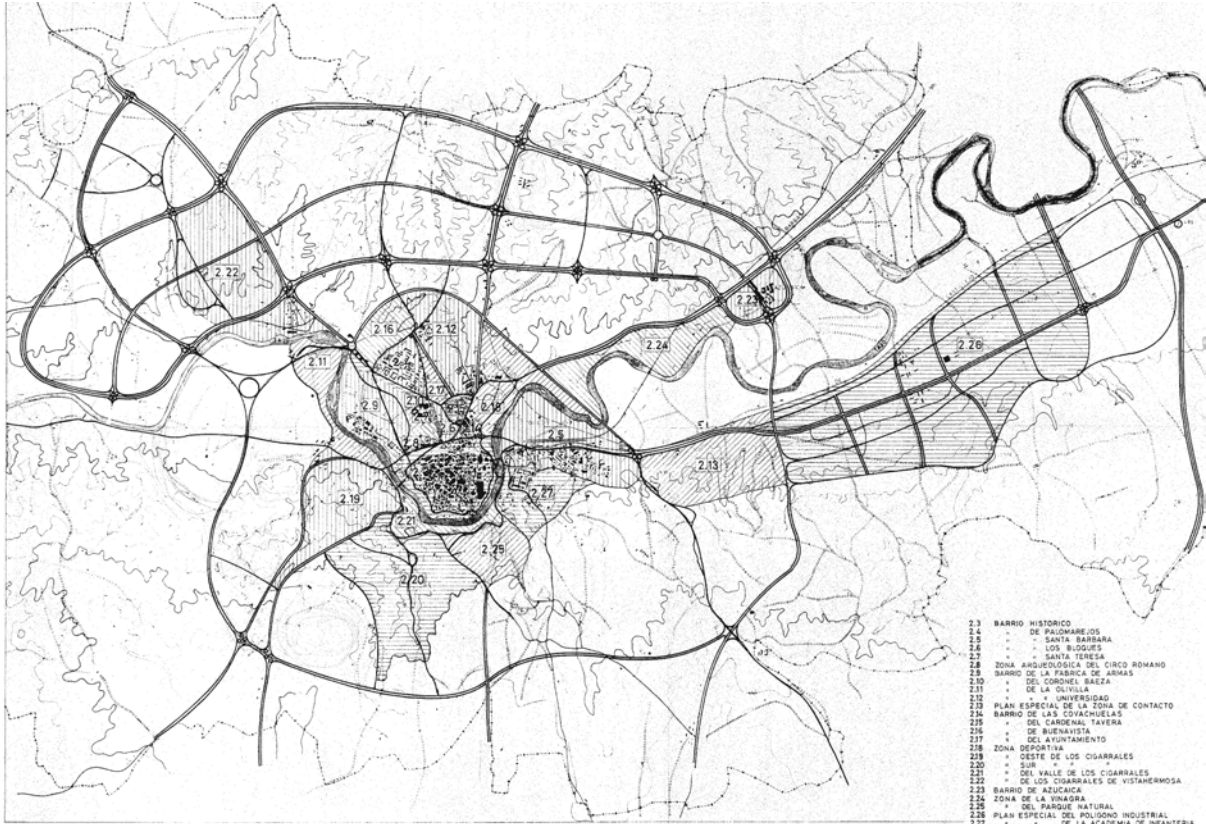 2.22
2.16
2.12
2.23
2.24
2.26
2.11
2.17
2.9
2.8
2.5
2.13
2.19
2.27
2.21
2.25
2.20
2.3 BARRIO HISTORICO
2.4 " DE PALOMAREJOS
2.5 " " SANTA BARBARA
2.6 " " LOS BLOQUES
2.7 " " SANTA TERESA
2.8 ZONA ARQUEOLOGICA DEL CIRCO ROMANO
2.9 BARRIO DE LA FABRICA DE ARMAS
2.10 " DEL CORONEL BAEZA
2.11 " DE LA OLIVILLA
2.12 " " " UNIVERSIDAD
2.13 PLAN ESPECIAL DE LA ZONA DE CONTACTO
2.14 BARRIO DE LAS COVACHUELAS
2.15 " DEL CARDENAL TAVERA
2.16 " DE BUENAVISTA
2.17 " DEL AYUNTAMIENTO
2.18 ZONA DEPORTIVA
2.19 " OESTE DE LOS CIGARRALES
2.20 " SUR " " "
2.21 " DEL VALLE DE LOS CIGARRALES
2.22 " DE LOS CIGARRALES DE VISTAHERMOSA
2.23 BARRIO DE AZUCAICA
2.24 ZONA DE LA VINAGRA
2.25 " DEL PARQUE NATURAL
2.26 PLAN ESPECIAL DEL POLIGONO INDUSTRIAL
2.27 " " DE LA ACADEMIA DE INFANTERIA